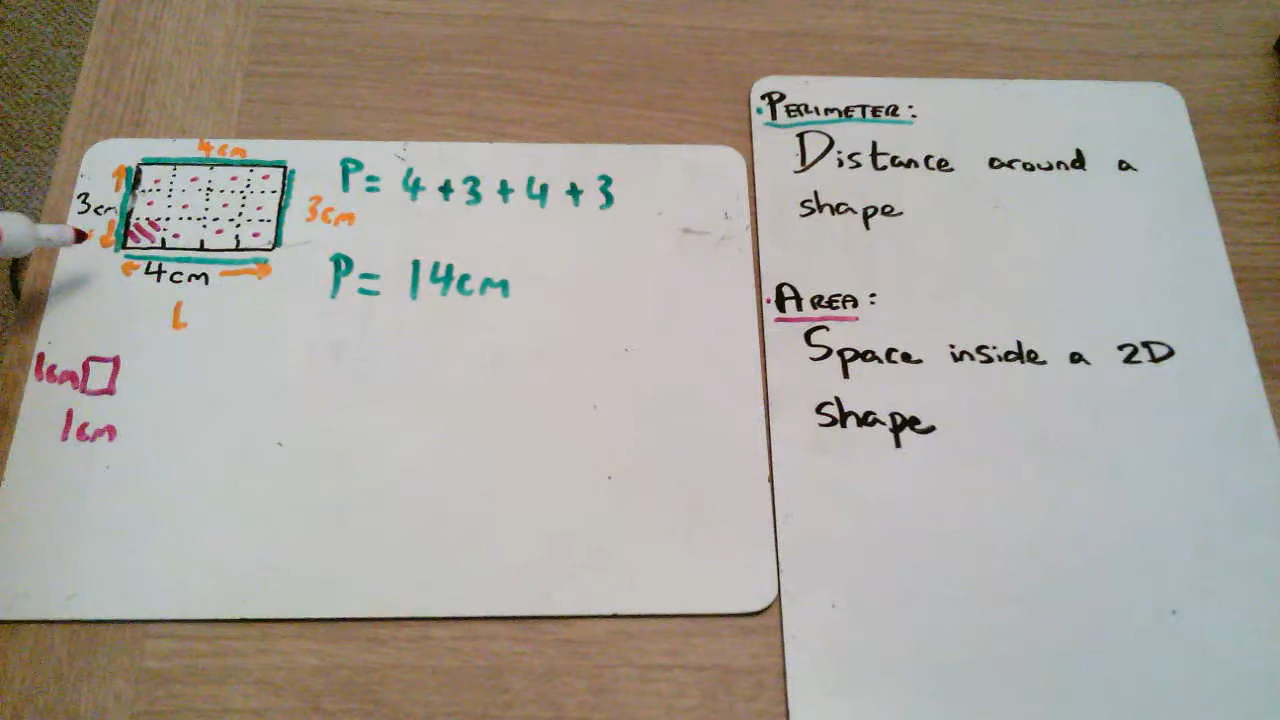 4cm
3cm
3cm
4cm
L
P= 4+3+4+3
P= 14cm
1cm
1cm
·PERIMETER:
Distance around a
shape
·AREA:
Space inside a 2D
shape